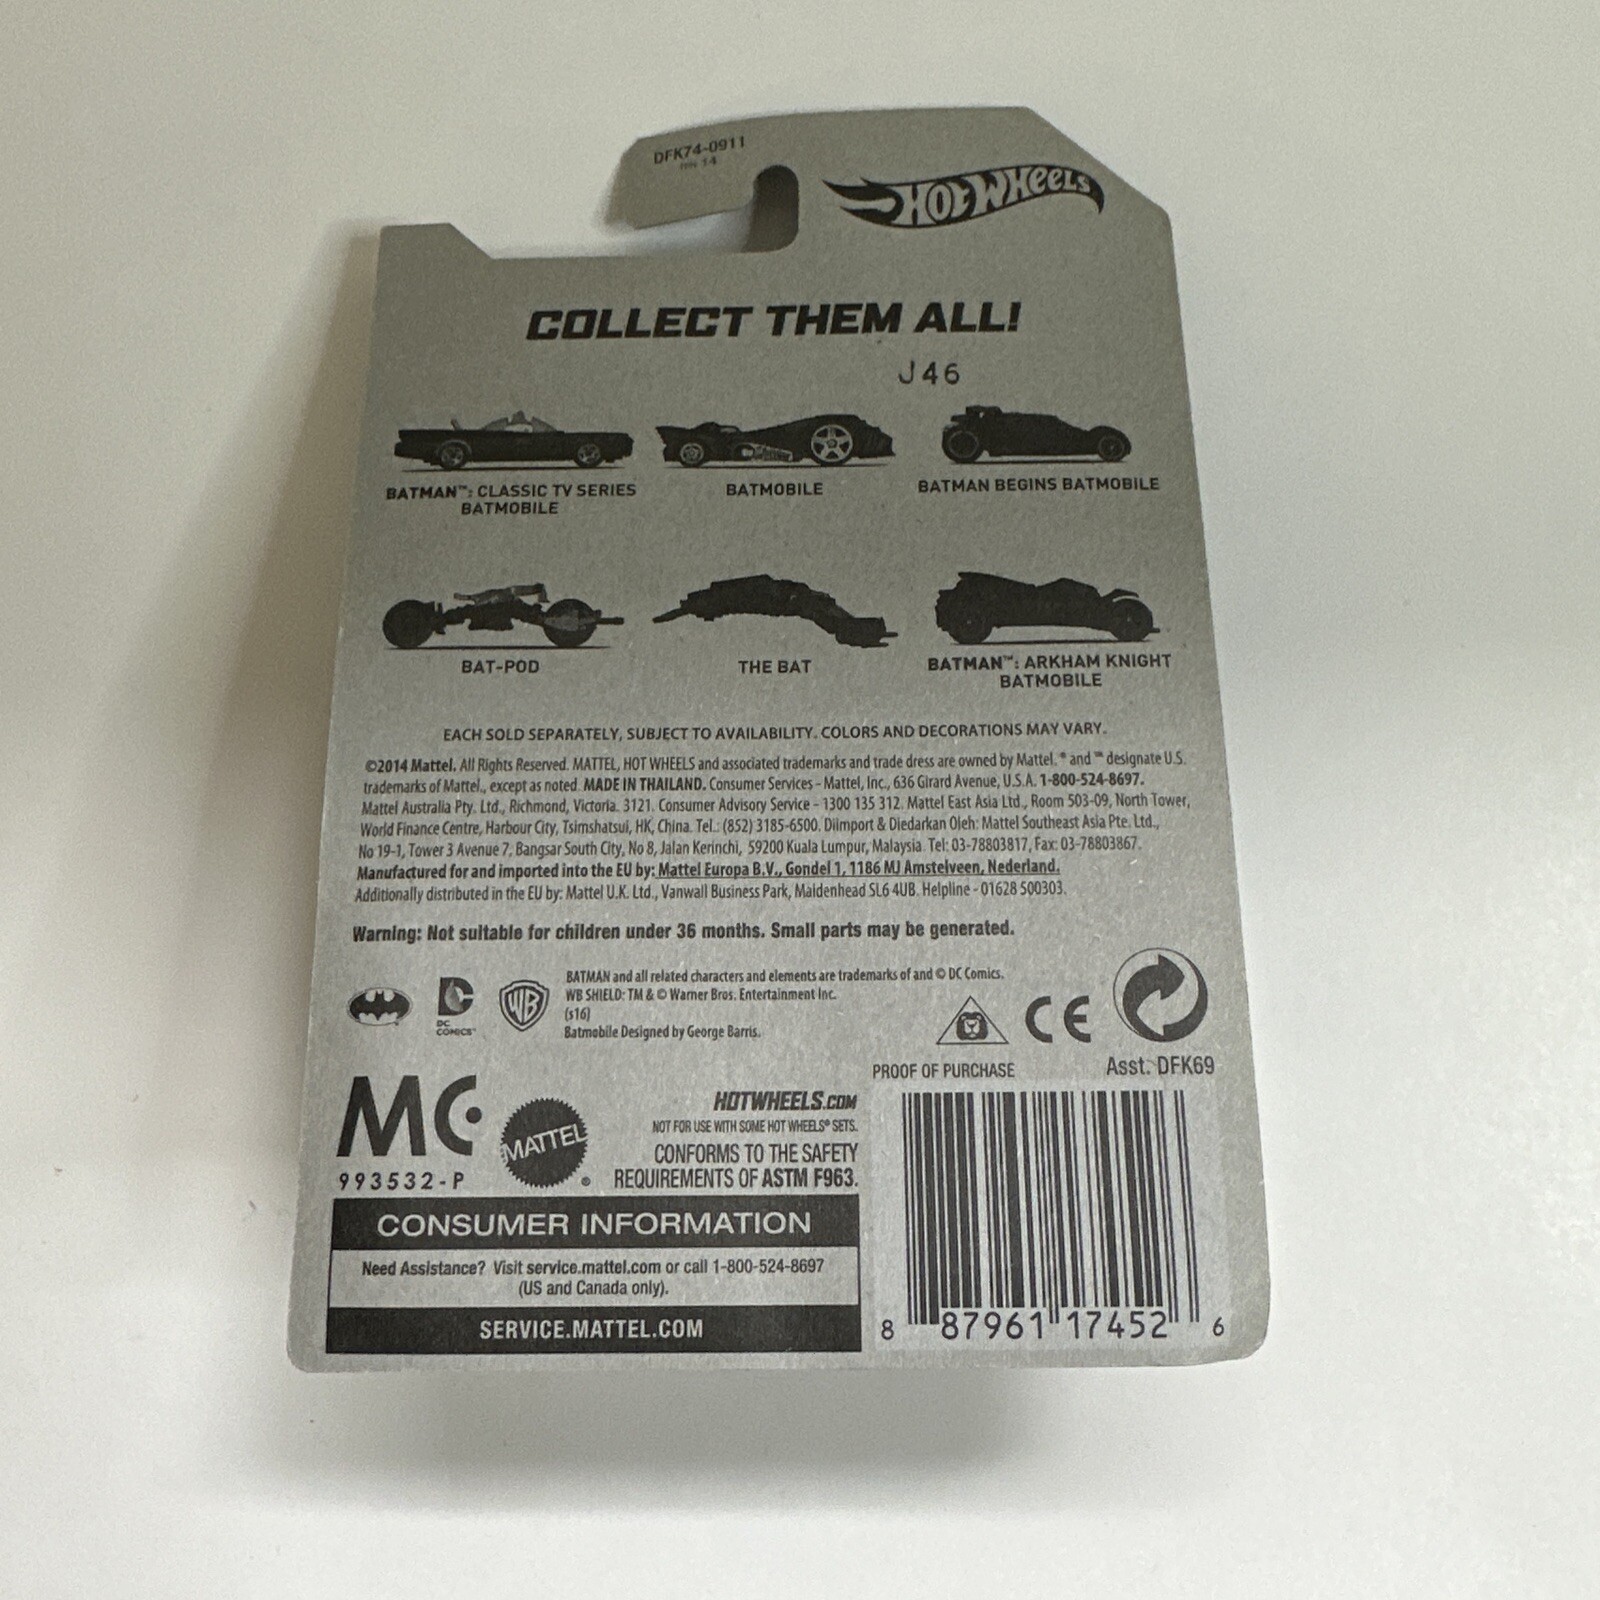 DFK74-0911
HOT WHEELS
COLLECT THEM ALL!
J46
BATMAN™: CLASSIC TV SERIES
BATMOBILE
BATMOBILE
BATMAN BEGINS BATMOBILE
BAT-POD
THE BAT
BATMAN™: ARKHAM KNIGHT
BATMOBILE
EACH SOLD SEPARATELY, SUBJECT TO AVAILABILITY. COLORS AND DECORATIONS MAY VARY.
©2014 Mattel. All Rights Reserved. MATTEL, HOT WHEELS and associated trademarks and trade dress are owned by Mattel. ® and ™ designate U.S.
trademarks of Mattel., except as noted. MADE IN THAILAND. Consumer Services – Mattel, Inc., 636 Girard Avenue, U.S.A. 1-800-524-8697.
Mattel Australia Pty. Ltd., Richmond, Victoria. 3121. Consumer Advisory Service – 1300 135 312. Mattel East Asia Ltd., Room 503-09, North Tower,
World Finance Centre, Harbour City, Tsimshatsui, HK, China. Tel.: (852) 3185-6500. Diimport & Diedarkan Oleh: Mattel Southeast Asia Pte. Ltd.,
No 19-1, Tower 3 Avenue 7, Bangsar South City, No 8, Jalan Kerinchi, 59200 Kuala Lumpur, Malaysia. Tel: 03-78803817, Fax: 03-78803867.
Manufactured for and imported into the EU by: Mattel Europa B.V., Gondel 1, 1186 MJ Amstelveen, Nederland.
Additionally distributed in the EU by: Mattel U.K. Ltd., Vanwall Business Park, Maidenhead SL6 4UB. Helpline - 01628 500303.
Warning: Not suitable for children under 36 months. Small parts may be generated.
DC
COMICS™
WB
BATMAN and all related characters and elements are trademarks of and © DC Comics.
WB SHIELD: TM & © Warner Bros. Entertainment Inc.
(s16)
Batmobile Designed by George Barris.
CE
PROOF OF PURCHASE
Asst. DFK69
MC
993532-P
MATTEL®
HOTWHEELS.COM
NOT FOR USE WITH SOME HOT WHEELS® SETS.
CONFORMS TO THE SAFETY
REQUIREMENTS OF ASTM F963.
CONSUMER INFORMATION
Need Assistance? Visit service.mattel.com or call 1-800-524-8697
(US and Canada only).
SERVICE.MATTEL.COM
8 87961 17452 6